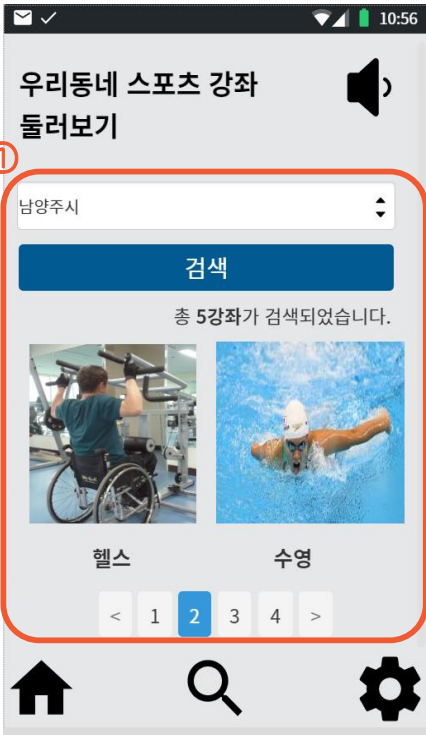 10:56
우리동네 스포츠 강좌
둘러보기
①
남양주시
검색
총 5강좌가 검색되었습니다.
헬스 수영
< 1 2 3 4 >